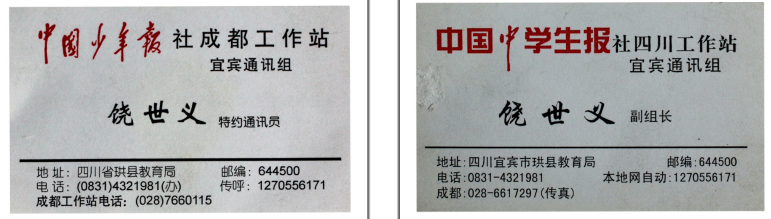 中国少年报社成都工作站
宜宾通讯组
饶世义 特约通讯员
地址：四川省珙县教育局 邮编：644500
电话：(0831)4321981(办) 传呼：1270556171
成都工作站电话：(028)7660115
中国中学生报社四川工作站
宜宾通讯组
饶世义 副组长
地址:四川宜宾市珙县教育局 邮编:644500
电话:0831-4321981 本地网自动:1270556171
成都:028-6617297(传真)